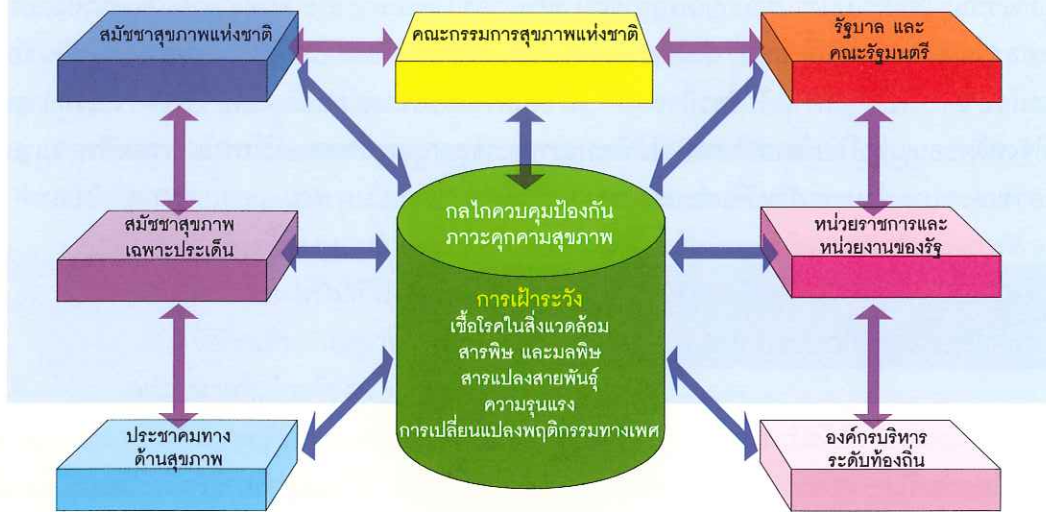 สมัชชาสุขภาพแห่งชาติ
คณะกรรมการสุขภาพแห่งชาติ
รัฐบาล และ
คณะรัฐมนตรี
สมัชชาสุขภาพ
เฉพาะประเด็น
กลไกควบคุมป้องกัน
ภาวะคุกคามสุขภาพ
หน่วยราชการและ
หน่วยงานของรัฐ
การเฝ้าระวัง
เชื้อโรคในสิ่งแวดล้อม
สารพิษ และมลพิษ
สารแปลงสายพันธุ์
ความรุนแรง
การเปลี่ยนแปลงพฤติกรรมทางเพศ
ประชาคมทาง
ด้านสุขภาพ
องค์กรบริหาร
ระดับท้องถิ่น